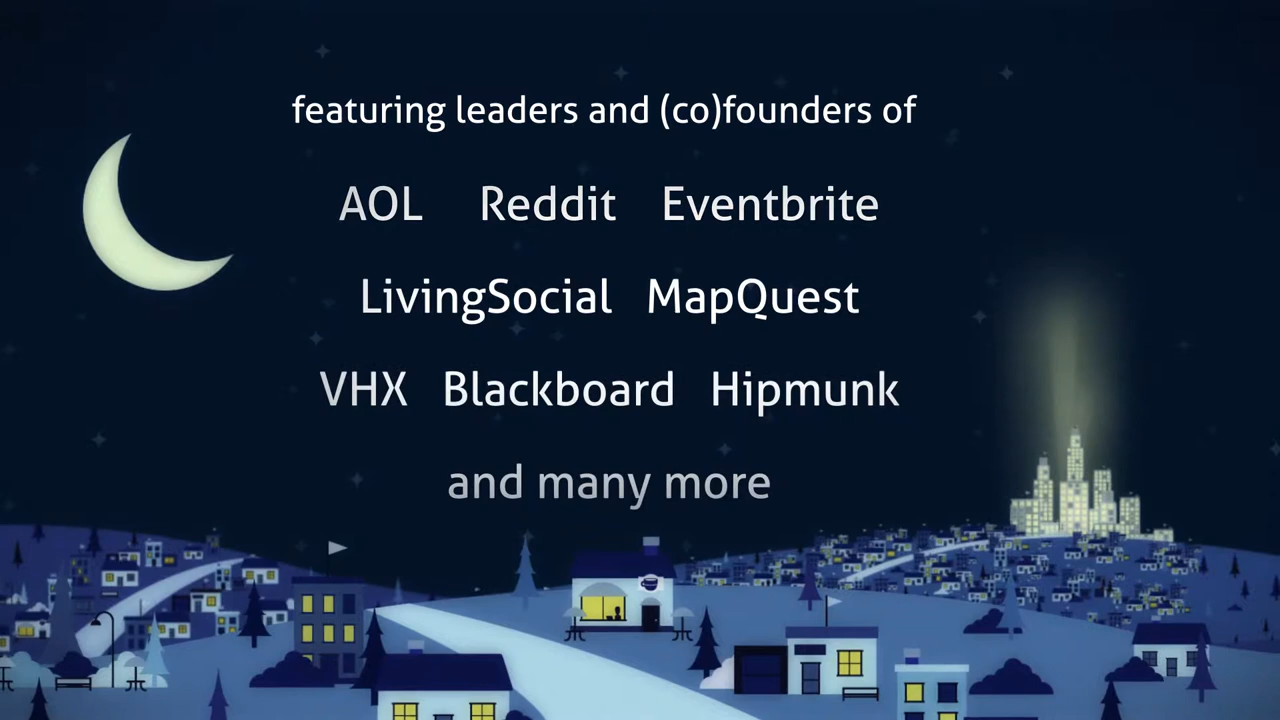 featuring leaders and (co)founders of
AOL Reddit Eventbrite
LivingSocial MapQuest
VHX Blackboard Hipmunk
and many more